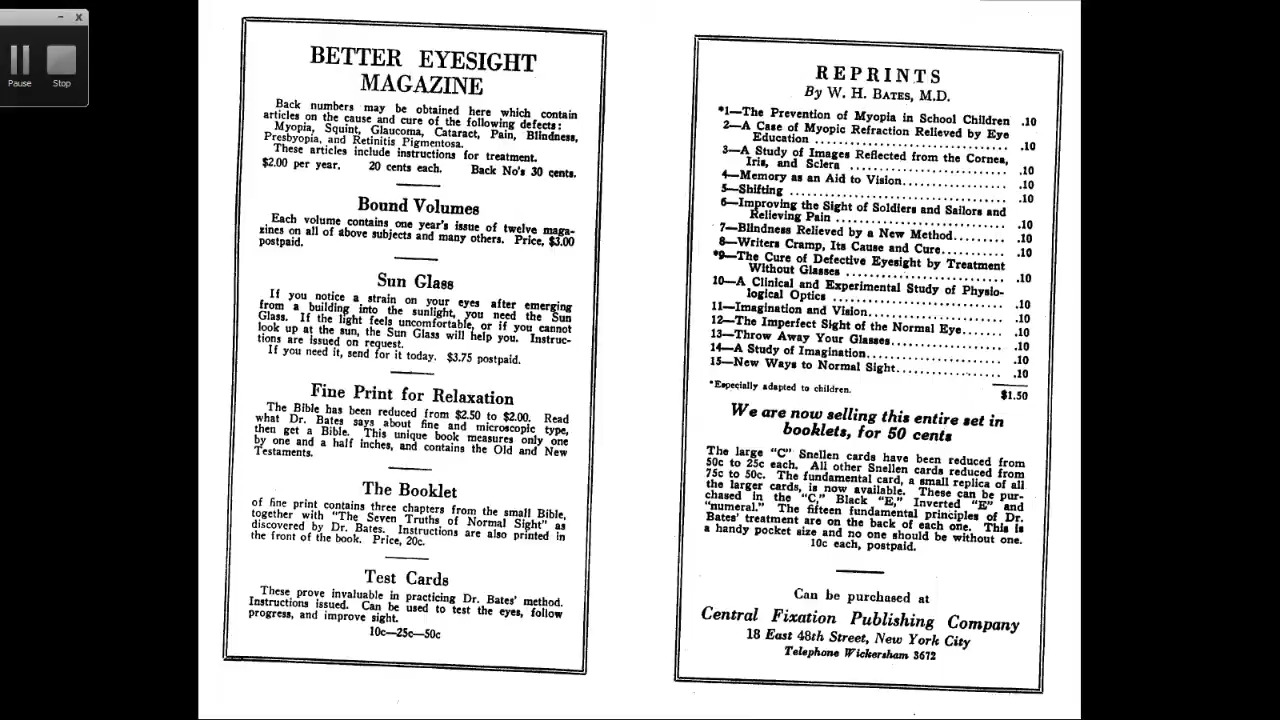 Pause
Stop
BETTER EYESIGHT
MAGAZINE
Back numbers may be obtained here which contain
articles on the cause and cure of the following defects:
Myopia, Squint, Glaucoma, Cataract, Pain, Blindness,
Presbyopia, and Retinitis Pigmentosa.
These articles include instructions for treatment.
$2.00 per year. 20 cents each. Back No's 30 cents.
Bound Volumes
Each volume contains one year's issue of twelve maga-
zines on all of above subjects and many others. Price, $3.00
postpaid.
Sun Glass
If you notice a strain on your eyes after emerging
from a building into the sunlight, you need the Sun
Glass. If the light feels uncomfortable, or if you cannot
look up at the sun, the Sun Glass will help you. Instruc-
tions are issued on request.
If you need it, send for it today. $3.75 postpaid.
Fine Print for Relaxation
The Bible has been reduced from $2.50 to $2.00. Read
what Dr. Bates says about fine and microscopic type,
then get a Bible. This unique book measures only one
by one and a half inches, and contains the Old and New
Testaments.
The Booklet
of fine print contains three chapters from the small Bible,
together with "The Seven Truths of Normal Sight" as
discovered by Dr. Bates. Instructions are also printed in
the front of the book. Price, 20c.
Test Cards
These prove invaluable in practicing Dr. Bates' method.
Instructions issued. Can be used to test the eyes, follow
progress, and improve sight.
10c—25c—50c
REPRINTS
By W. H. BATES, M.D.
*1—The Prevention of Myopia in School Children .10
2—A Case of Myopic Refraction Relieved by Eye
Education .10
3—A Study of Images Reflected from the Cornea,
Iris, and Sclera .10
4—Memory as an Aid to Vision .10
5—Shifting .10
6—Improving the Sight of Soldiers and Sailors and
Relieving Pain .10
7—Blindness Relieved by a New Method .10
8—Writers Cramp, Its Cause and Cure .10
*9—The Cure of Defective Eyesight by Treatment
Without Glasses .10
10—A Clinical and Experimental Study of Physio-
logical Optics .10
11—Imagination and Vision .10
12—The Imperfect Sight of the Normal Eye .10
13—Throw Away Your Glasses .10
14—A Study of Imagination .10
15—New Ways to Normal Sight .10
*Especially adapted to children. $1.50
We are now selling this entire set in
booklets, for 50 cents
The large "C" Snellen cards have been reduced from
50c to 25c each. All other Snellen cards reduced from
75c to 50c. The fundamental card, a small replica of all
the larger cards, is now available. These can be pur-
chased in the "C," Black "E," Inverted "E" and
"numeral." The fifteen fundamental principles of Dr.
Bates' treatment are on the back of each one. This is
a handy pocket size and no one should be without one.
10c each, postpaid.
Can be purchased at
Central Fixation Publishing Company
18 East 48th Street, New York City
Telephone Wickersham 3672